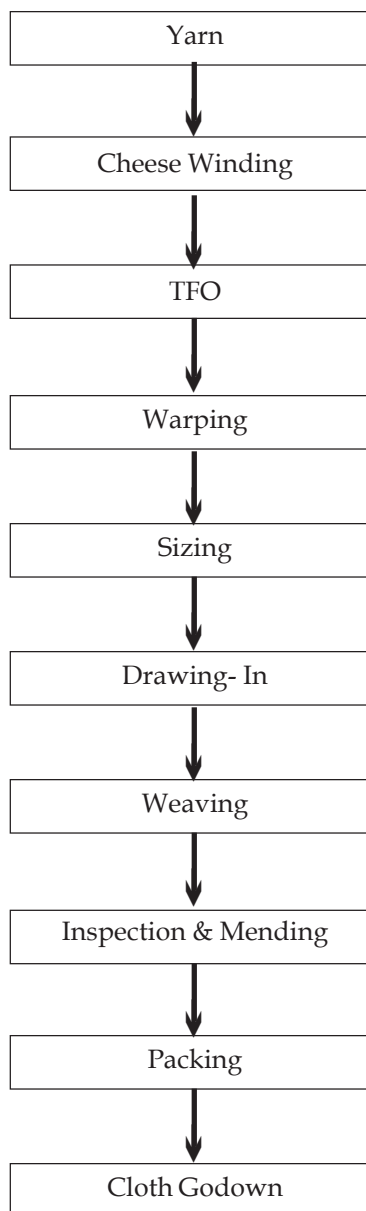 Yarn
Cheese Winding
TFO
Warping
Sizing
Drawing- In
Weaving
Inspection & Mending
Packing
Cloth Godown